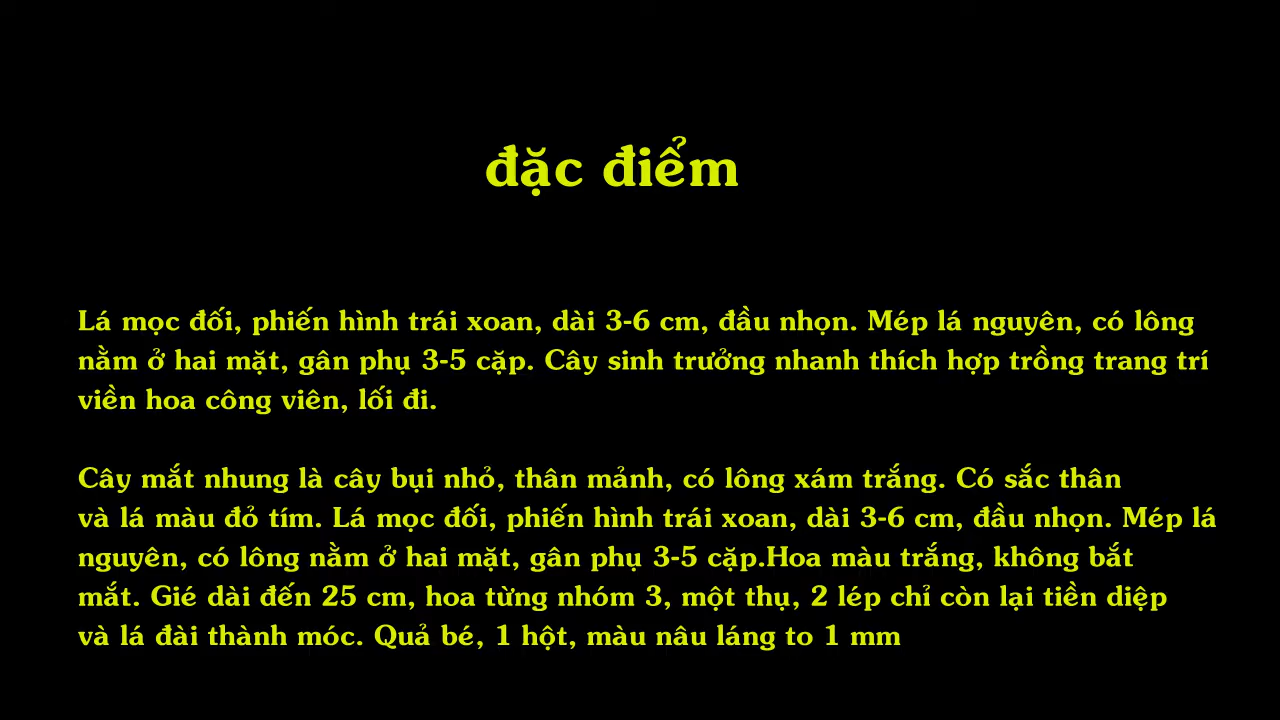 đặc điểm
Lá mọc đối, phiến hình trái xoan, dài 3-6 cm, đầu nhọn. Mép lá nguyên, có lông
nằm ở hai mặt, gân phụ 3-5 cặp. Cây sinh trưởng nhanh thích hợp trồng trang trí
viền hoa công viên, lối đi.
Cây mắt nhung là cây bụi nhỏ, thân mảnh, có lông xám trắng. Có sắc thân
và lá màu đỏ tím. Lá mọc đối, phiến hình trái xoan, dài 3-6 cm, đầu nhọn. Mép lá
nguyên, có lông nằm ở hai mặt, gân phụ 3-5 cặp.Hoa màu trắng, không bắt
mắt. Gié dài đến 25 cm, hoa từng nhóm 3, một thụ, 2 lép chỉ còn lại tiền diệp
và lá đài thành móc. Quả bé, 1 hột, màu nâu láng to 1 mm